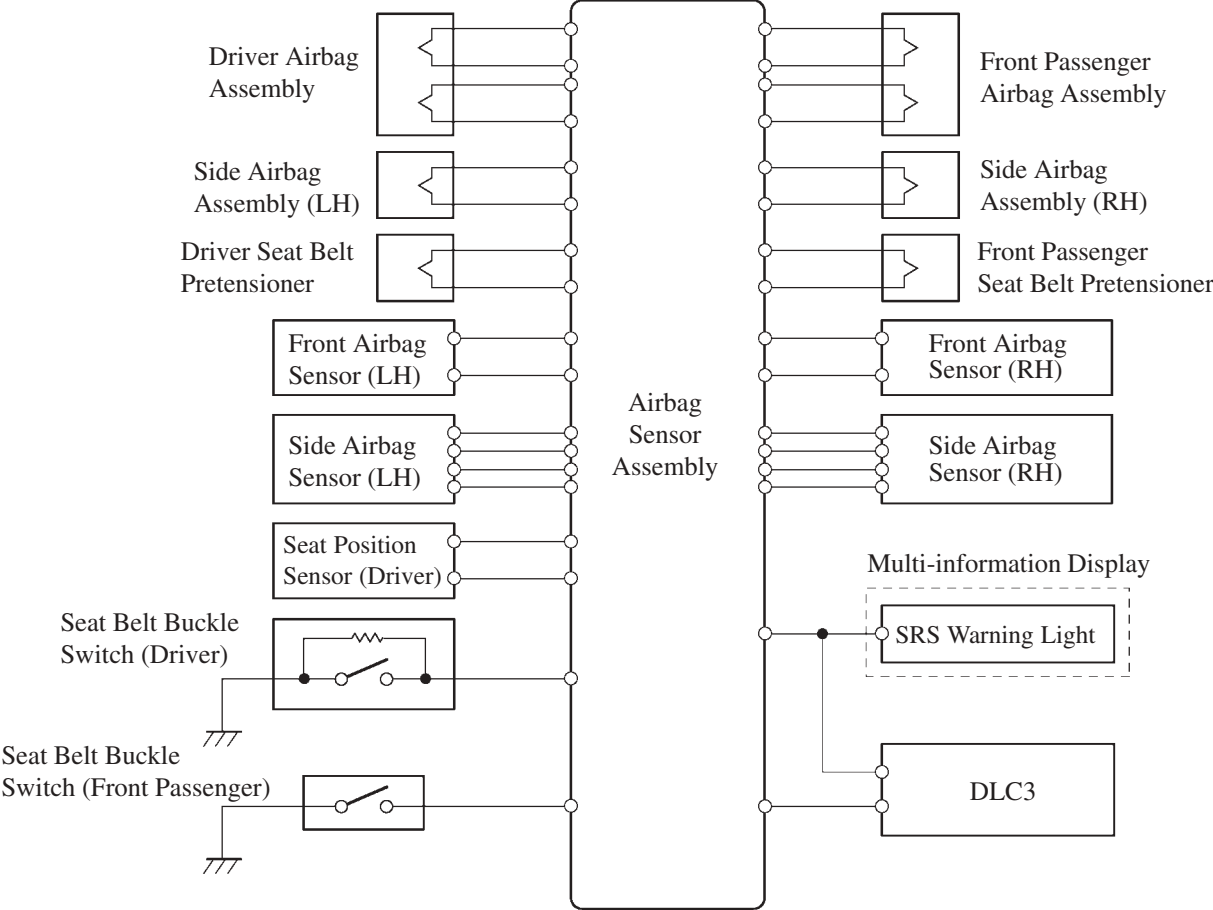 Driver Airbag
Assembly
Side Airbag
Assembly (LH)
Driver Seat Belt
Pretensioner
Front Airbag
Sensor (LH)
Side Airbag
Sensor (LH)
Seat Position
Sensor (Driver)
Seat Belt Buckle
Switch (Driver)
Seat Belt Buckle
Switch (Front Passenger)
Airbag
Sensor
Assembly
Front Passenger
Airbag Assembly
Side Airbag
Assembly (RH)
Front Passenger
Seat Belt Pretensioner
Front Airbag
Sensor (RH)
Side Airbag
Sensor (RH)
Multi-information Display
SRS Warning Light
DLC3